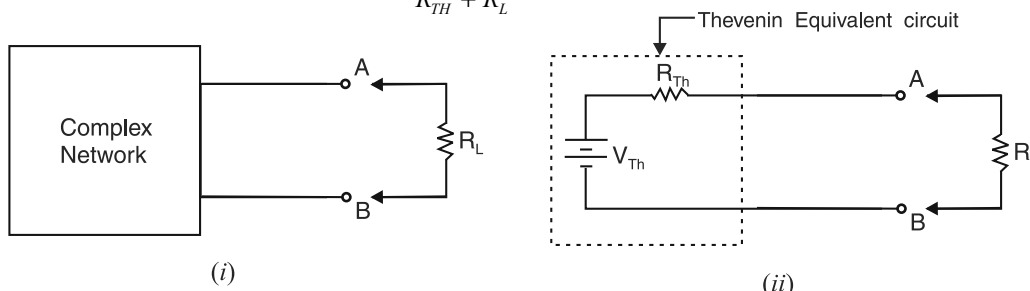 R_TH + R_L
Thevenin Equivalent circuit
A
R_L
B
Complex
Network
(i)
R_Th
V_Th
A
R
B
(ii)